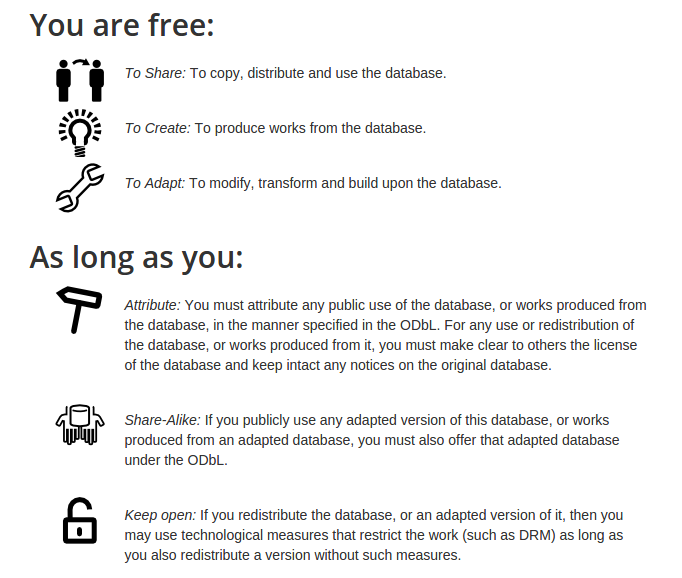 You are free:
To Share: To copy, distribute and use the database.
To Create: To produce works from the database.
To Adapt: To modify, transform and build upon the database.
As long as you:
Attribute: You must attribute any public use of the database, or works produced from
the database, in the manner specified in the ODbL. For any use or redistribution of
the database, or works produced from it, you must make clear to others the license
of the database and keep intact any notices on the original database.
Share-Alike: If you publicly use any adapted version of this database, or works
produced from an adapted database, you must also offer that adapted database
under the ODbL.
Keep open: If you redistribute the database, or an adapted version of it, then you
may use technological measures that restrict the work (such as DRM) as long as
you also redistribute a version without such measures.